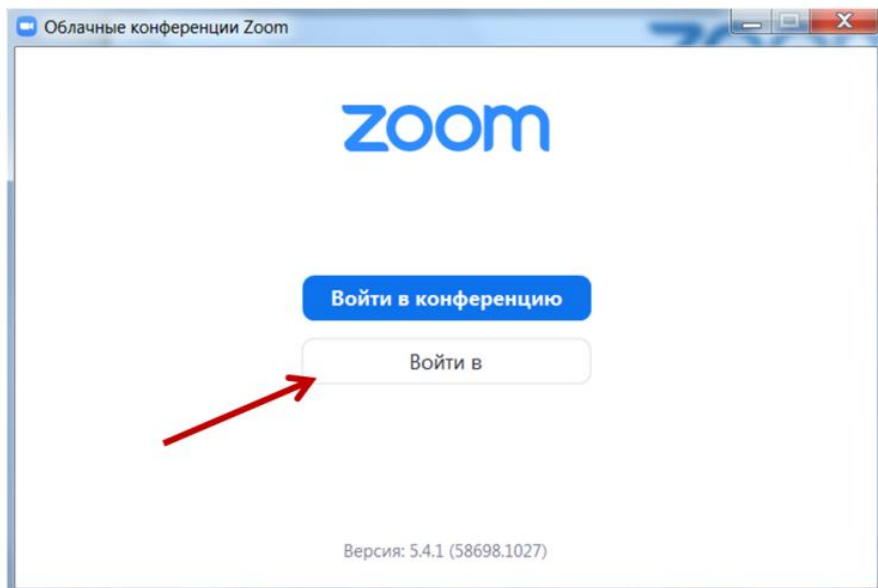 Облачные конференции Zoom
zoom
Войти в конференцию
Войти в
Версия: 5.4.1 (58698.1027)